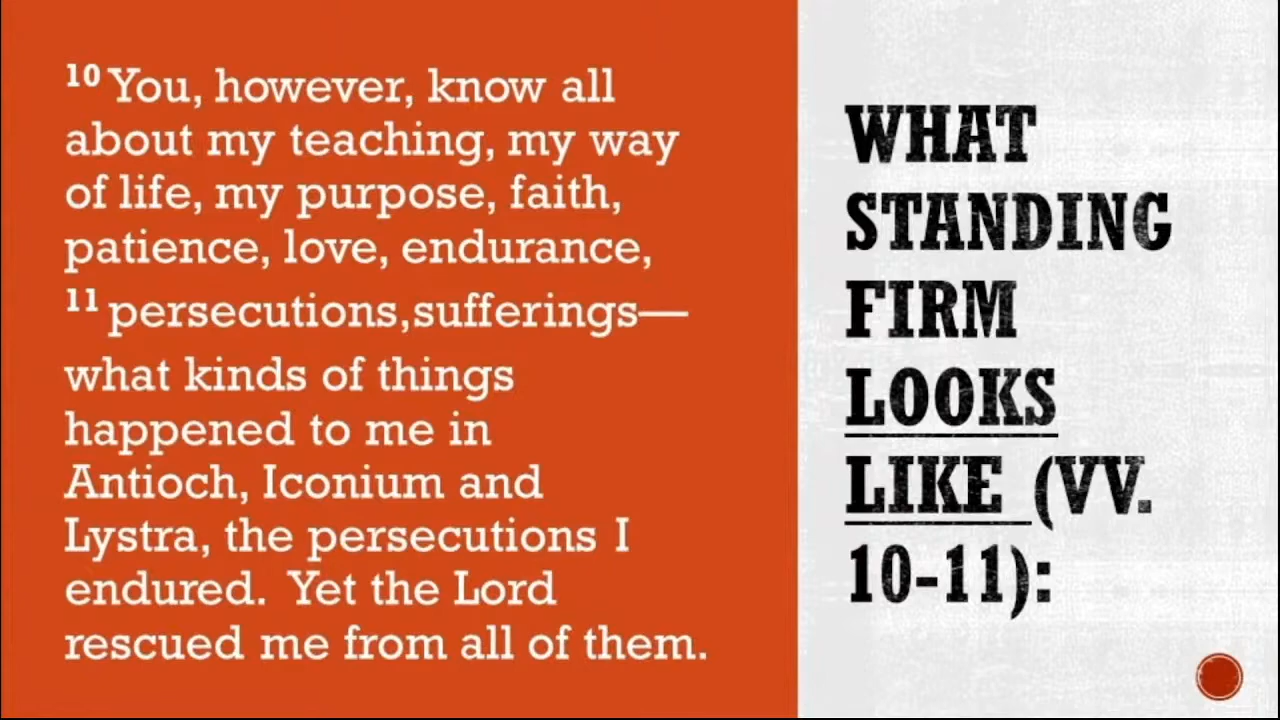 10 You, however, know all
about my teaching, my way
of life, my purpose, faith,
patience, love, endurance,
11 persecutions,sufferings—
what kinds of things
happened to me in
Antioch, Iconium and
Lystra, the persecutions I
endured.  Yet the Lord
rescued me from all of them.
WHAT
STANDING
FIRM
LOOKS
LIKE (VV.
10-11):